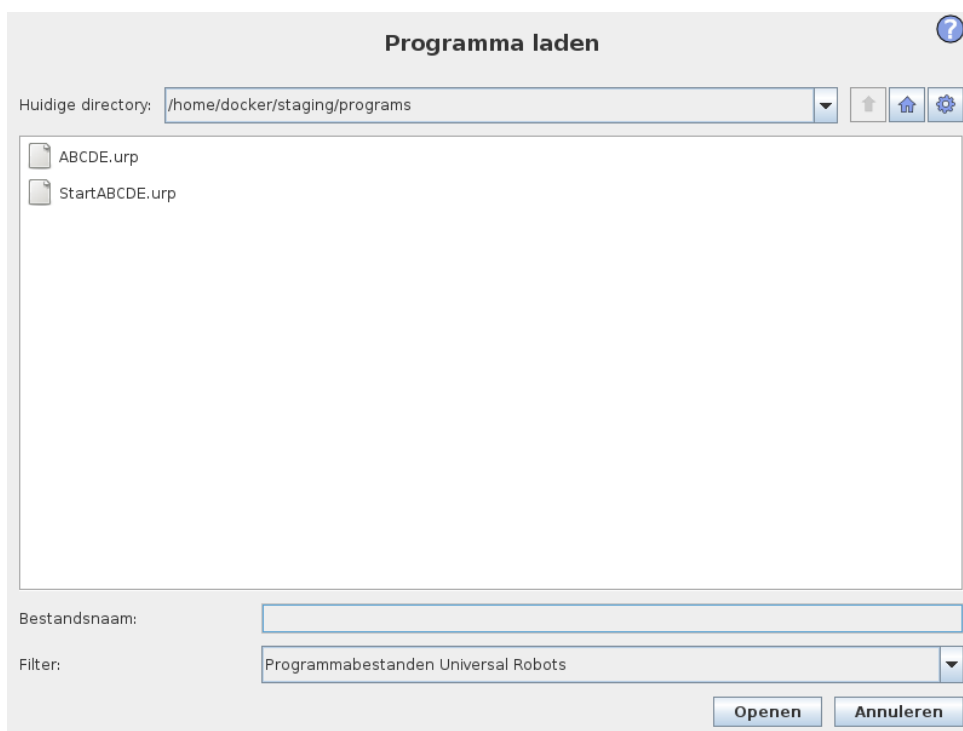 Programma laden
?
Huidige directory: /home/docker/staging/programs
ABCDE.urp
StartABCDE.urp
Bestandsnaam:
Filter: Programmabestanden Universal Robots
Openen Annuleren